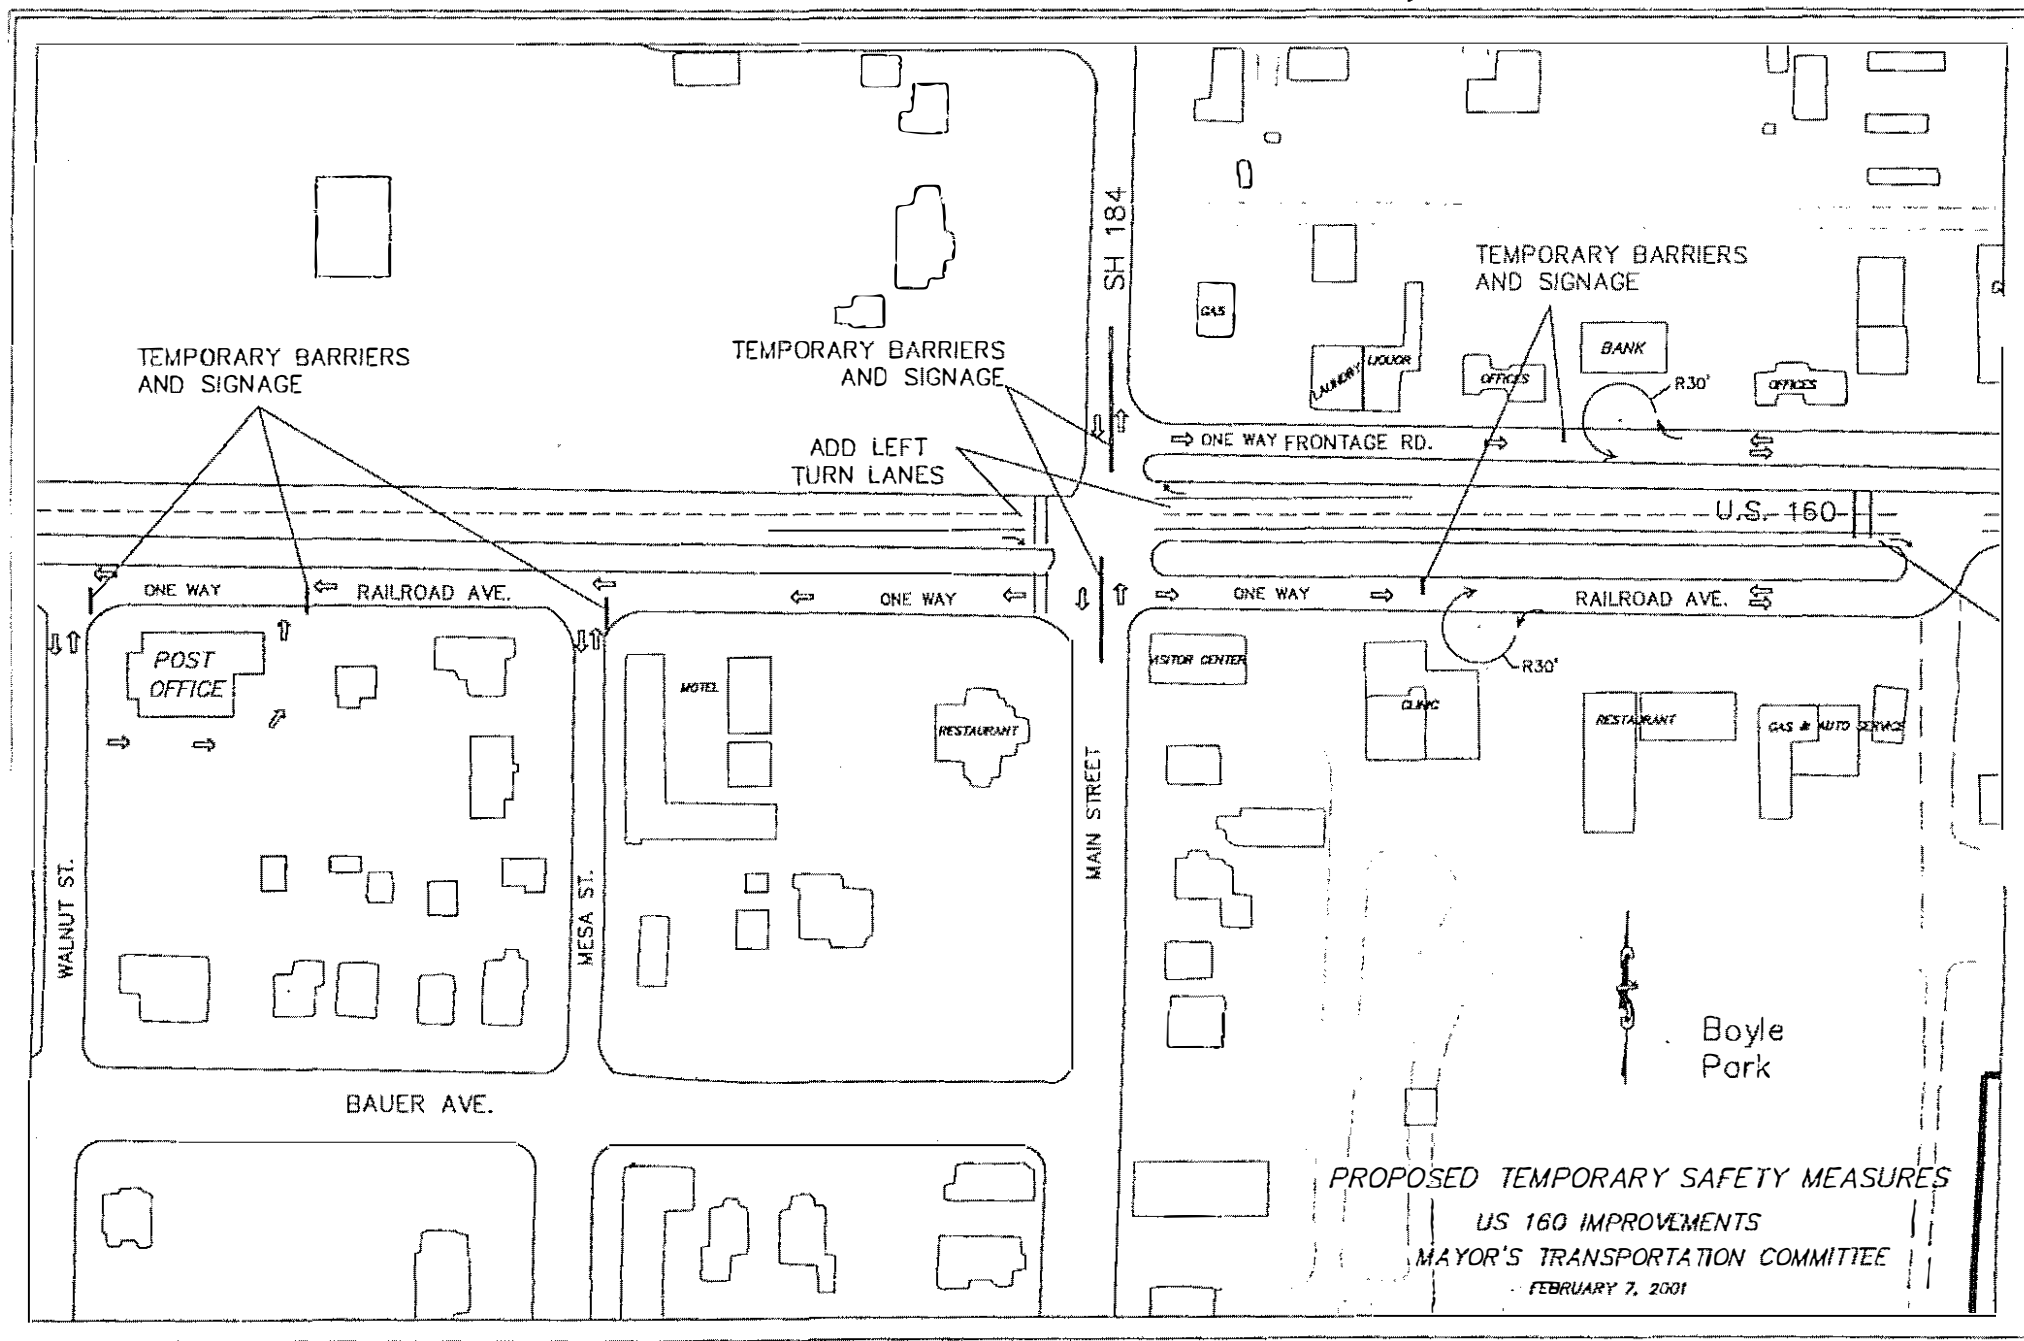 SH 184
TEMPORARY BARRIERS
AND SIGNAGE
GAS
TEMPORARY BARRIERS
AND SIGNAGE
TEMPORARY BARRIERS
AND SIGNAGE
BANK
LAUNDRY
LIQUOR
OFFICES
OFFICES
R30'
ADD LEFT
TURN LANES
ONE WAY FRONTAGE RD.
U.S. 160
ONE WAY
RAILROAD AVE.
ONE WAY
ONE WAY
RAILROAD AVE.
POST
OFFICE
MOTEL
RESTAURANT
VISITOR CENTER
CLINIC
R30'
RESTAURANT
GAS & AUTO SERVICE
WALNUT ST.
MESA ST.
MAIN STREET
BAUER AVE.
Boyle
Park
PROPOSED TEMPORARY SAFETY MEASURES
US 160 IMPROVEMENTS
MAYOR'S TRANSPORTATION COMMITTEE
FEBRUARY 7, 2001